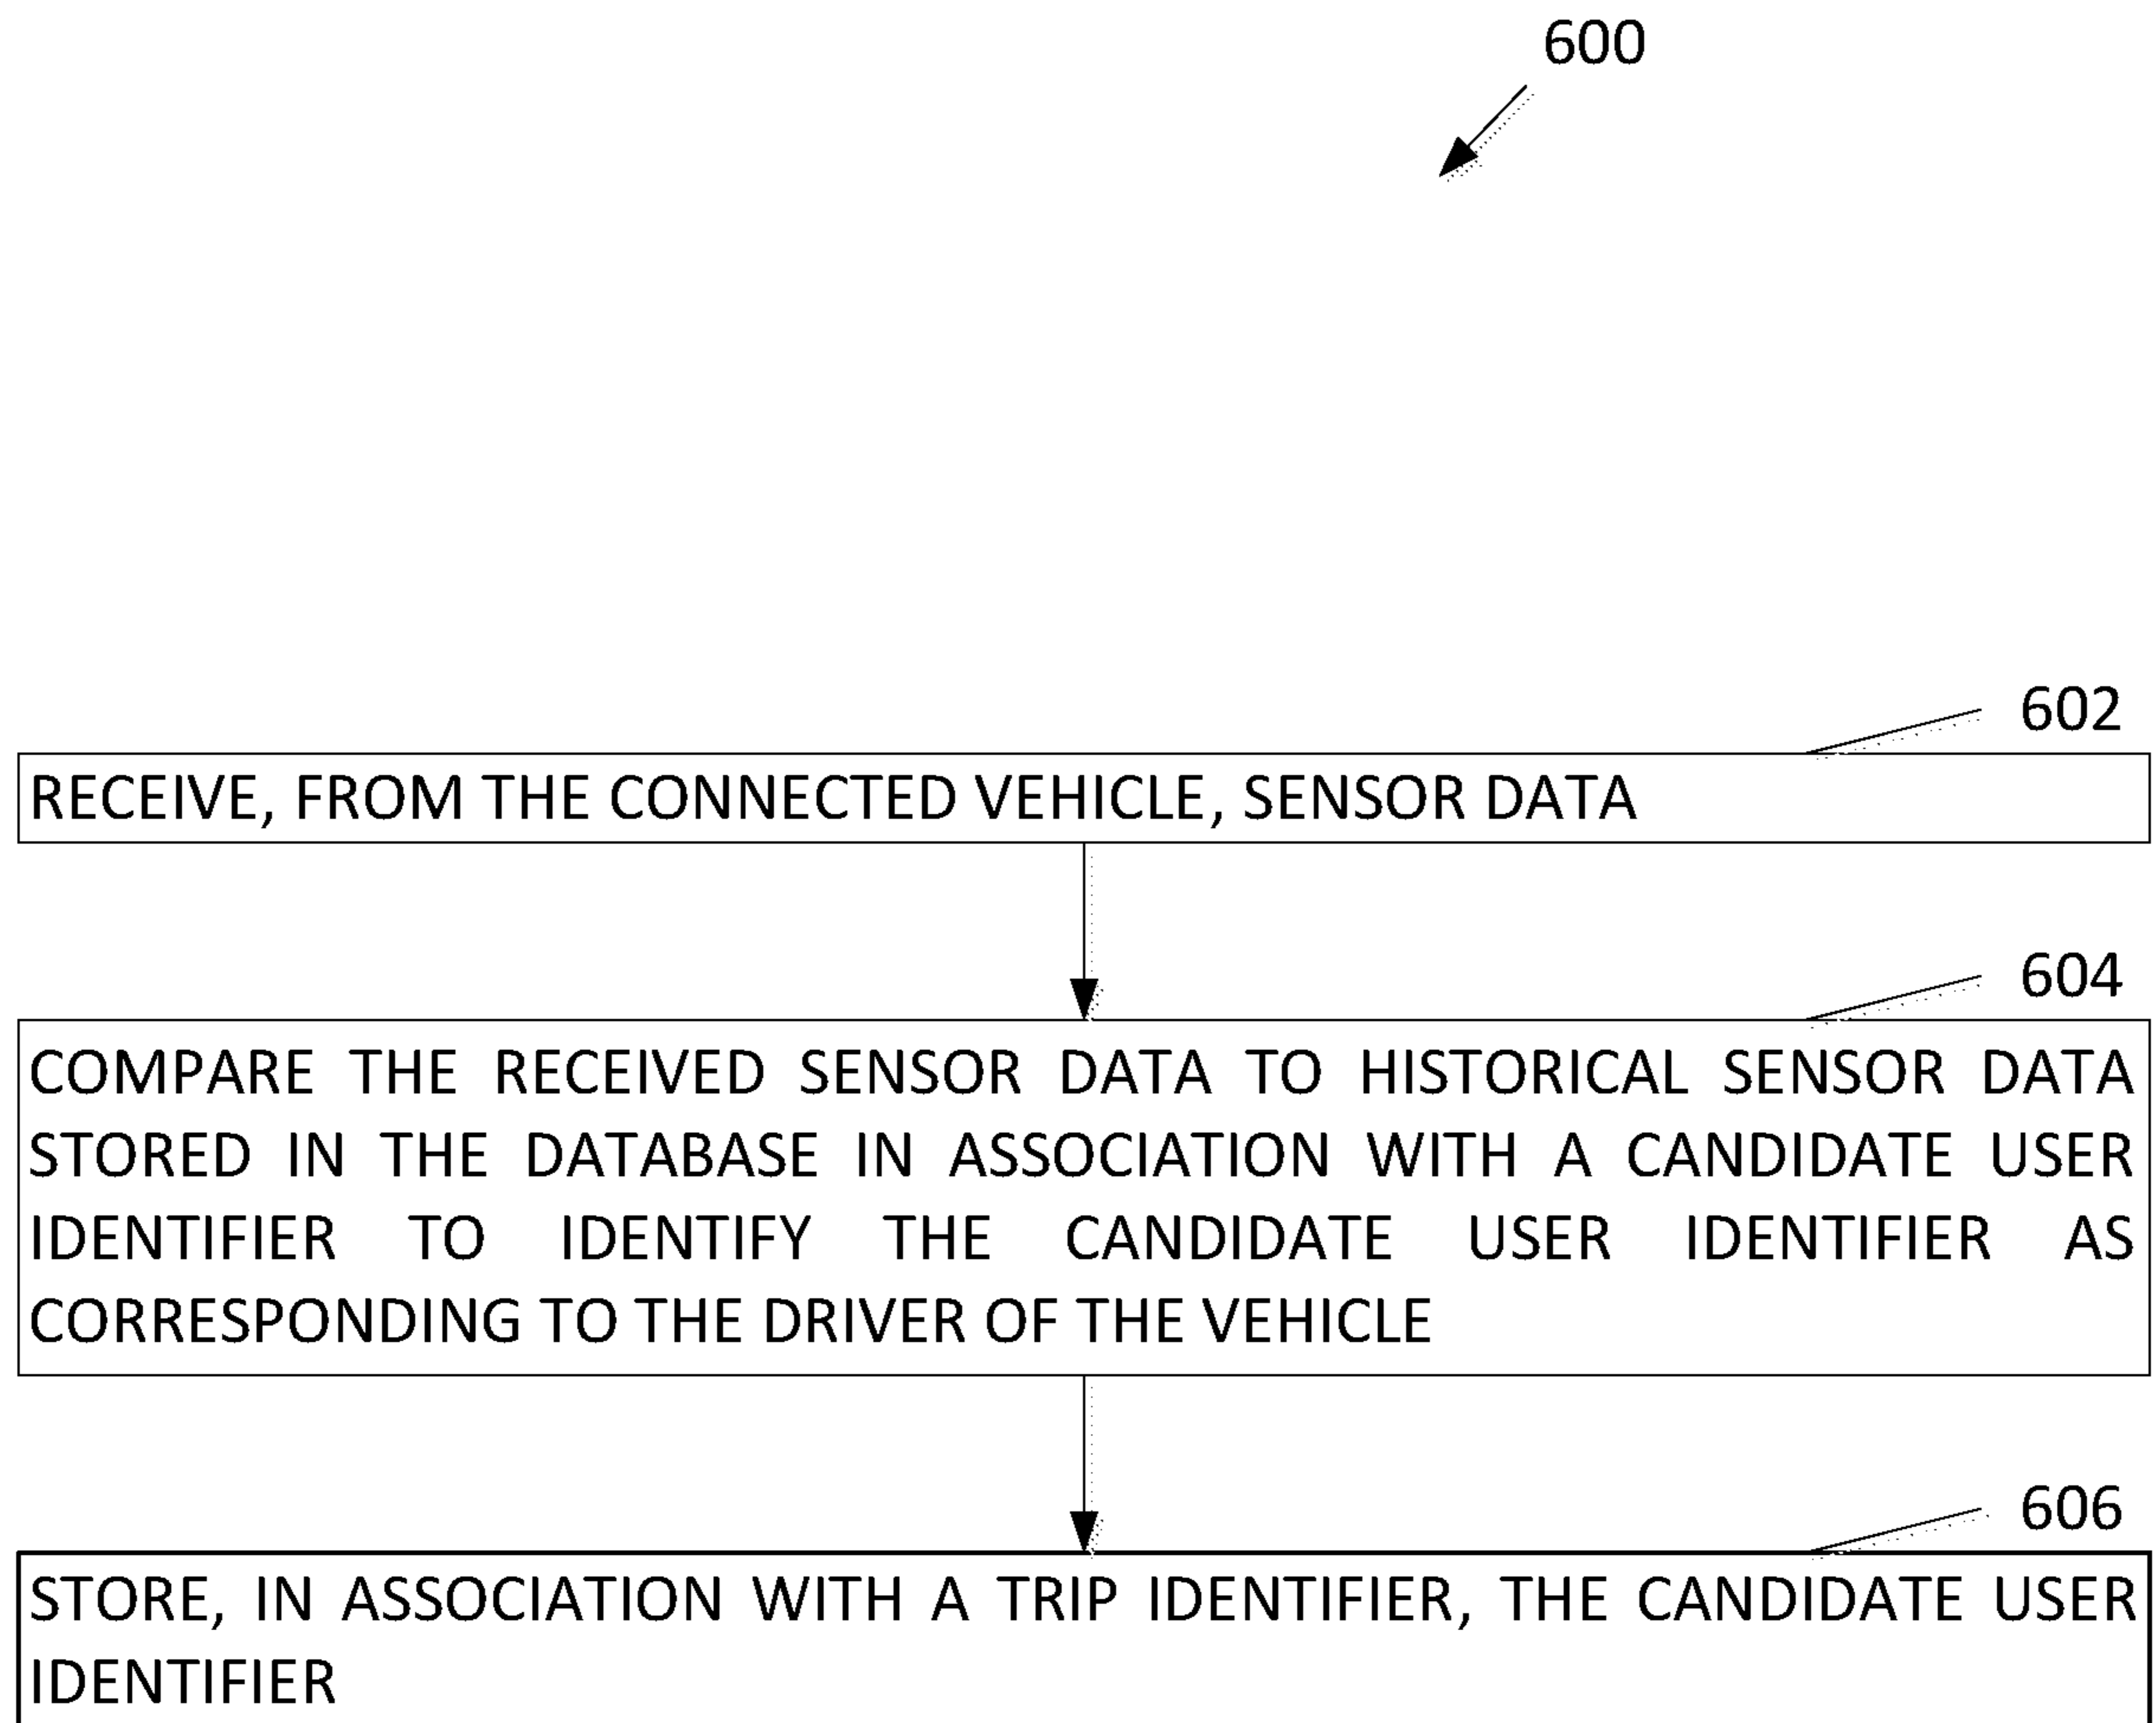 600
602
RECEIVE, FROM THE CONNECTED VEHICLE, SENSOR DATA
604
COMPARE THE RECEIVED SENSOR DATA TO HISTORICAL SENSOR DATA
STORED IN THE DATABASE IN ASSOCIATION WITH A CANDIDATE USER
IDENTIFIER TO IDENTIFY THE CANDIDATE USER IDENTIFIER AS
CORRESPONDING TO THE DRIVER OF THE VEHICLE
606
STORE, IN ASSOCIATION WITH A TRIP IDENTIFIER, THE CANDIDATE USER
IDENTIFIER